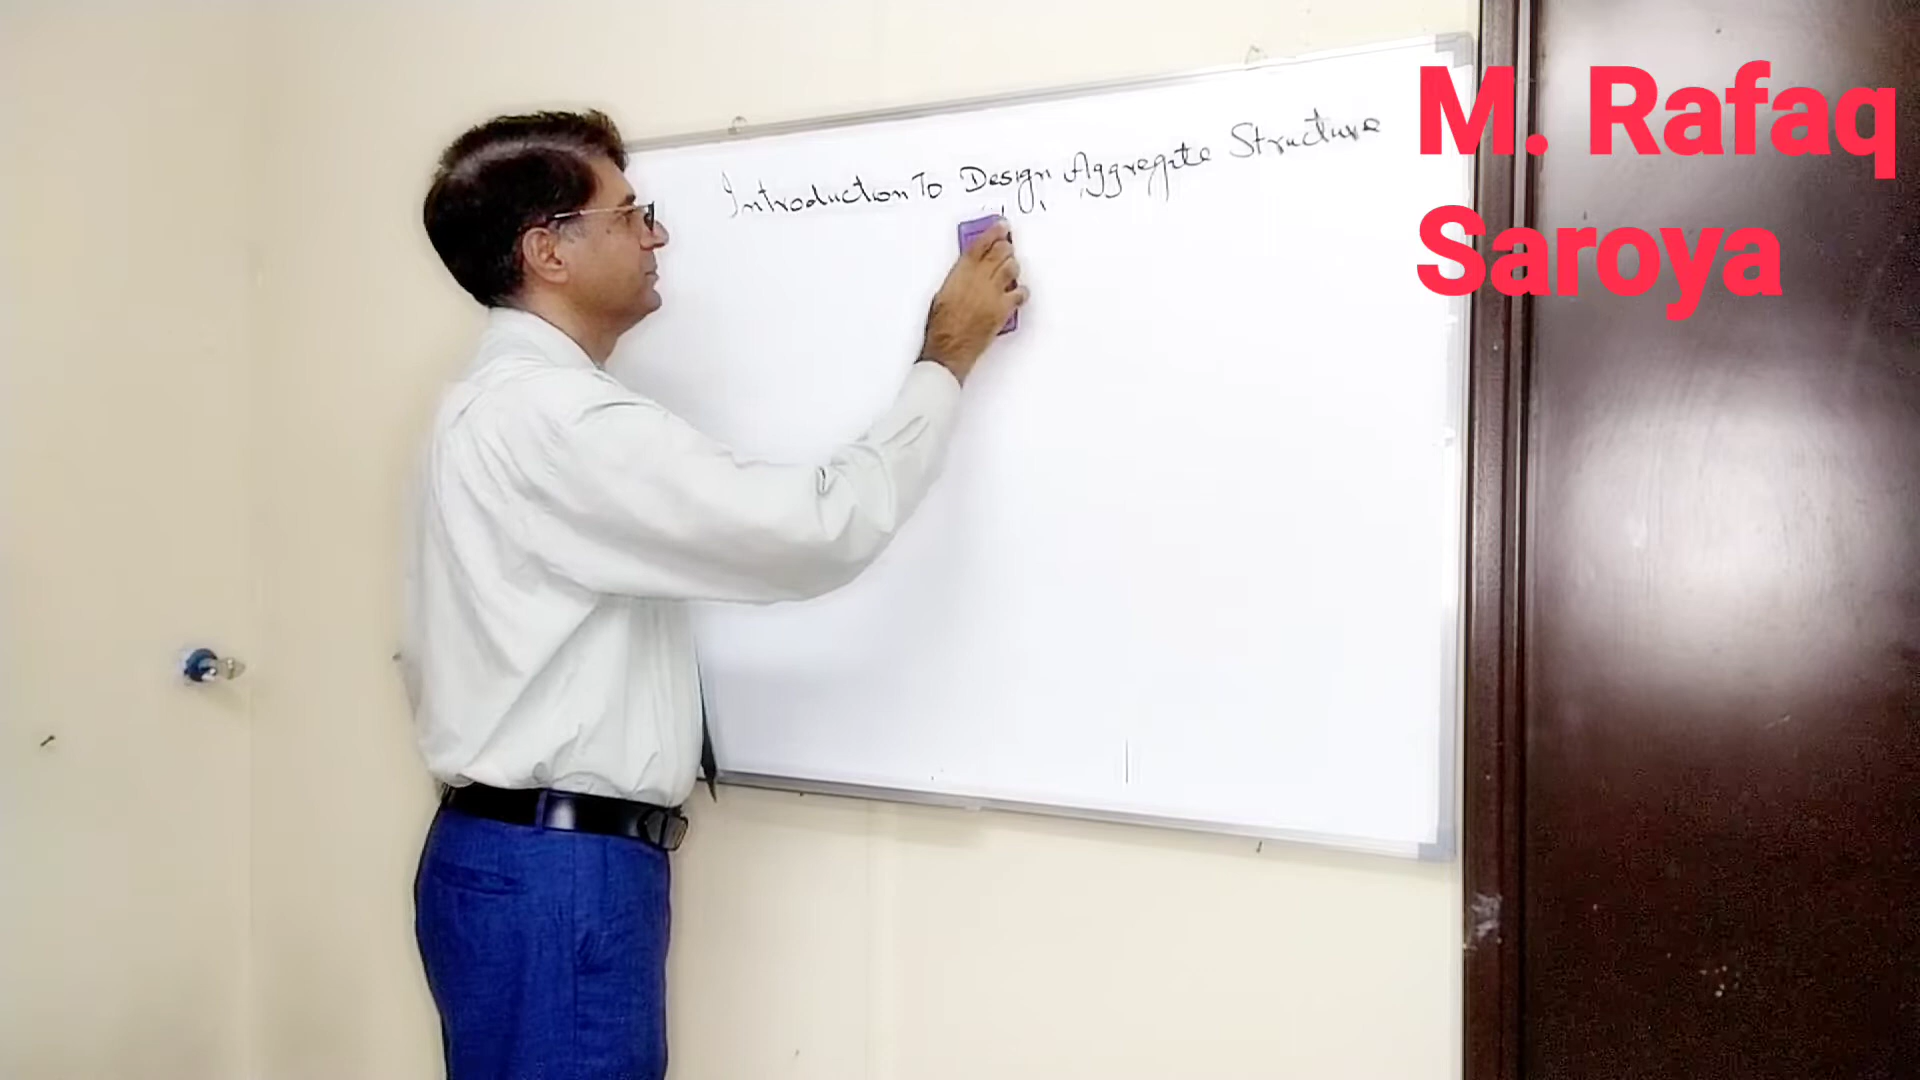 Introduction To Design Aggregate Structure
M. Rafaq
Saroya